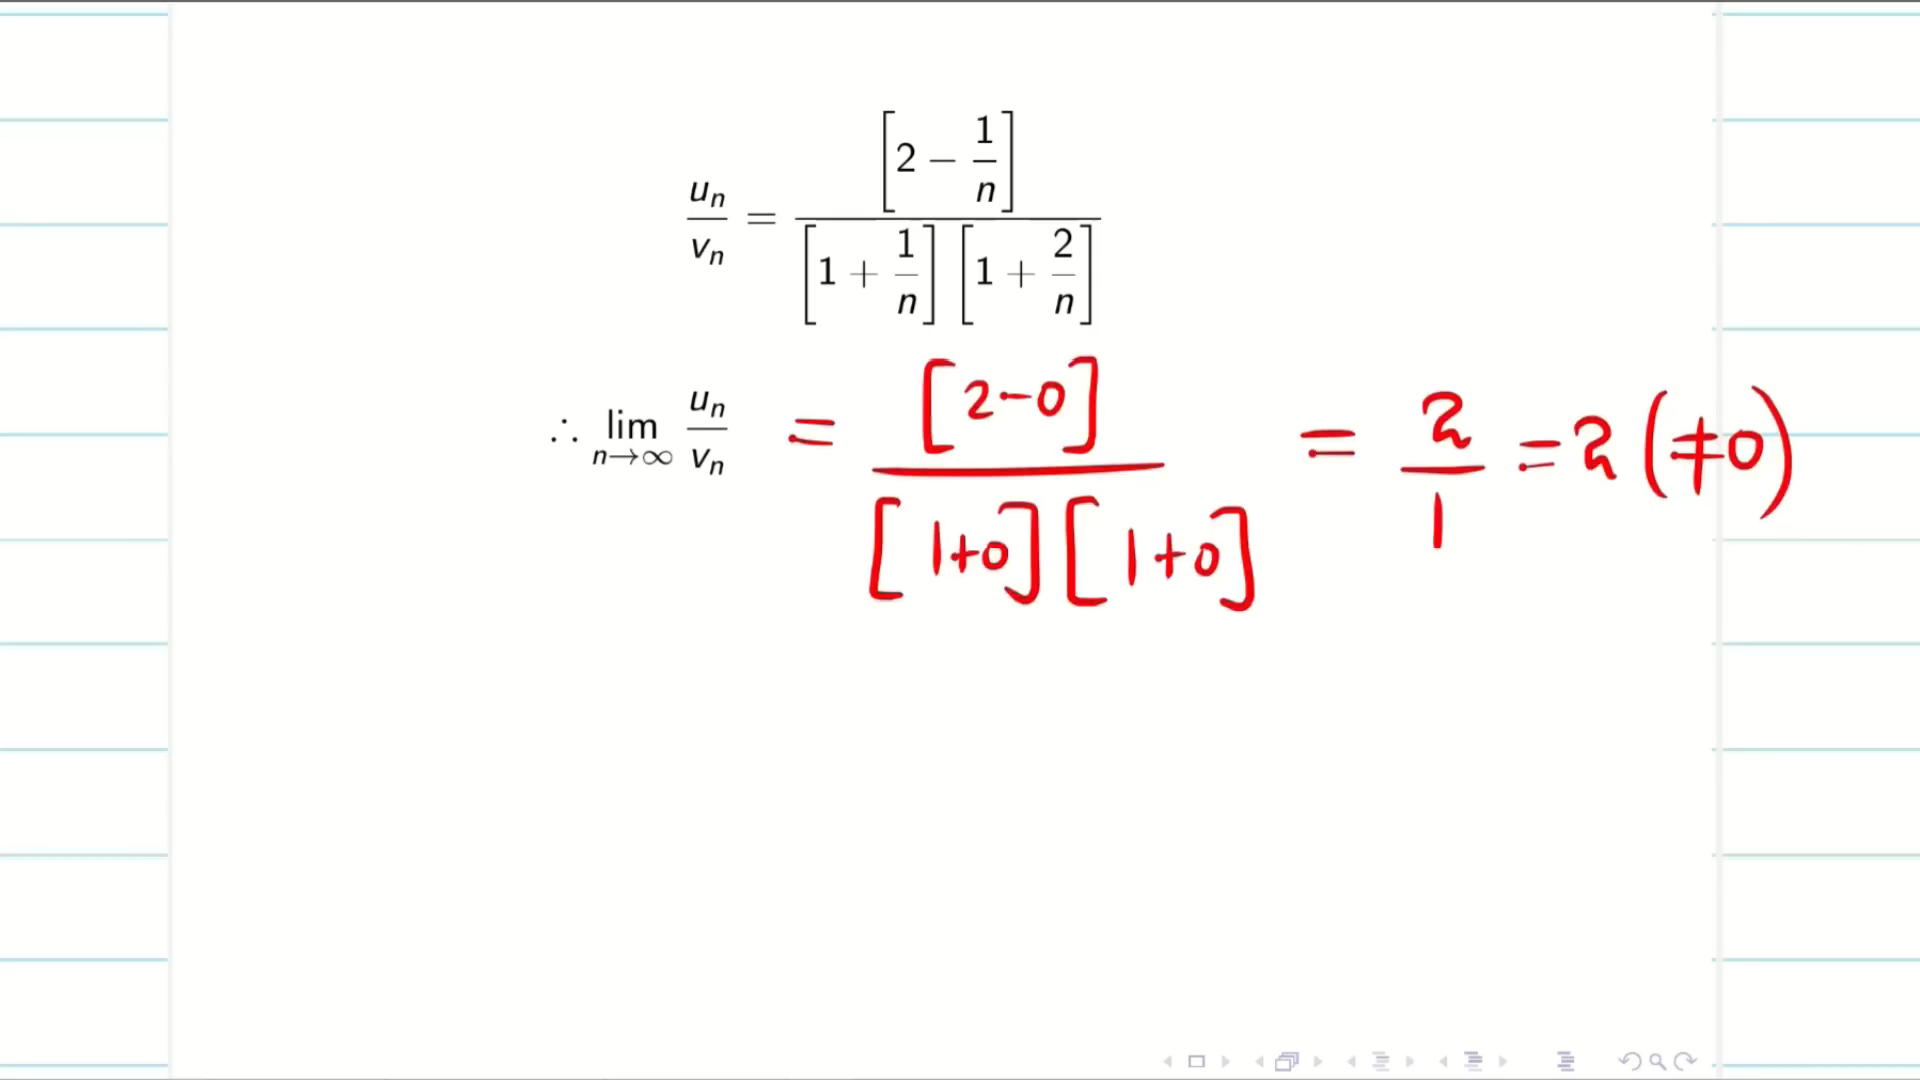 u_n / v_n = [2 − 1/n] / [1 + 1/n] [1 + 2/n]
∴ lim n→∞ u_n / v_n = [2-0] / [1+0] [1+0] = 2/1 = 2 (≠0)